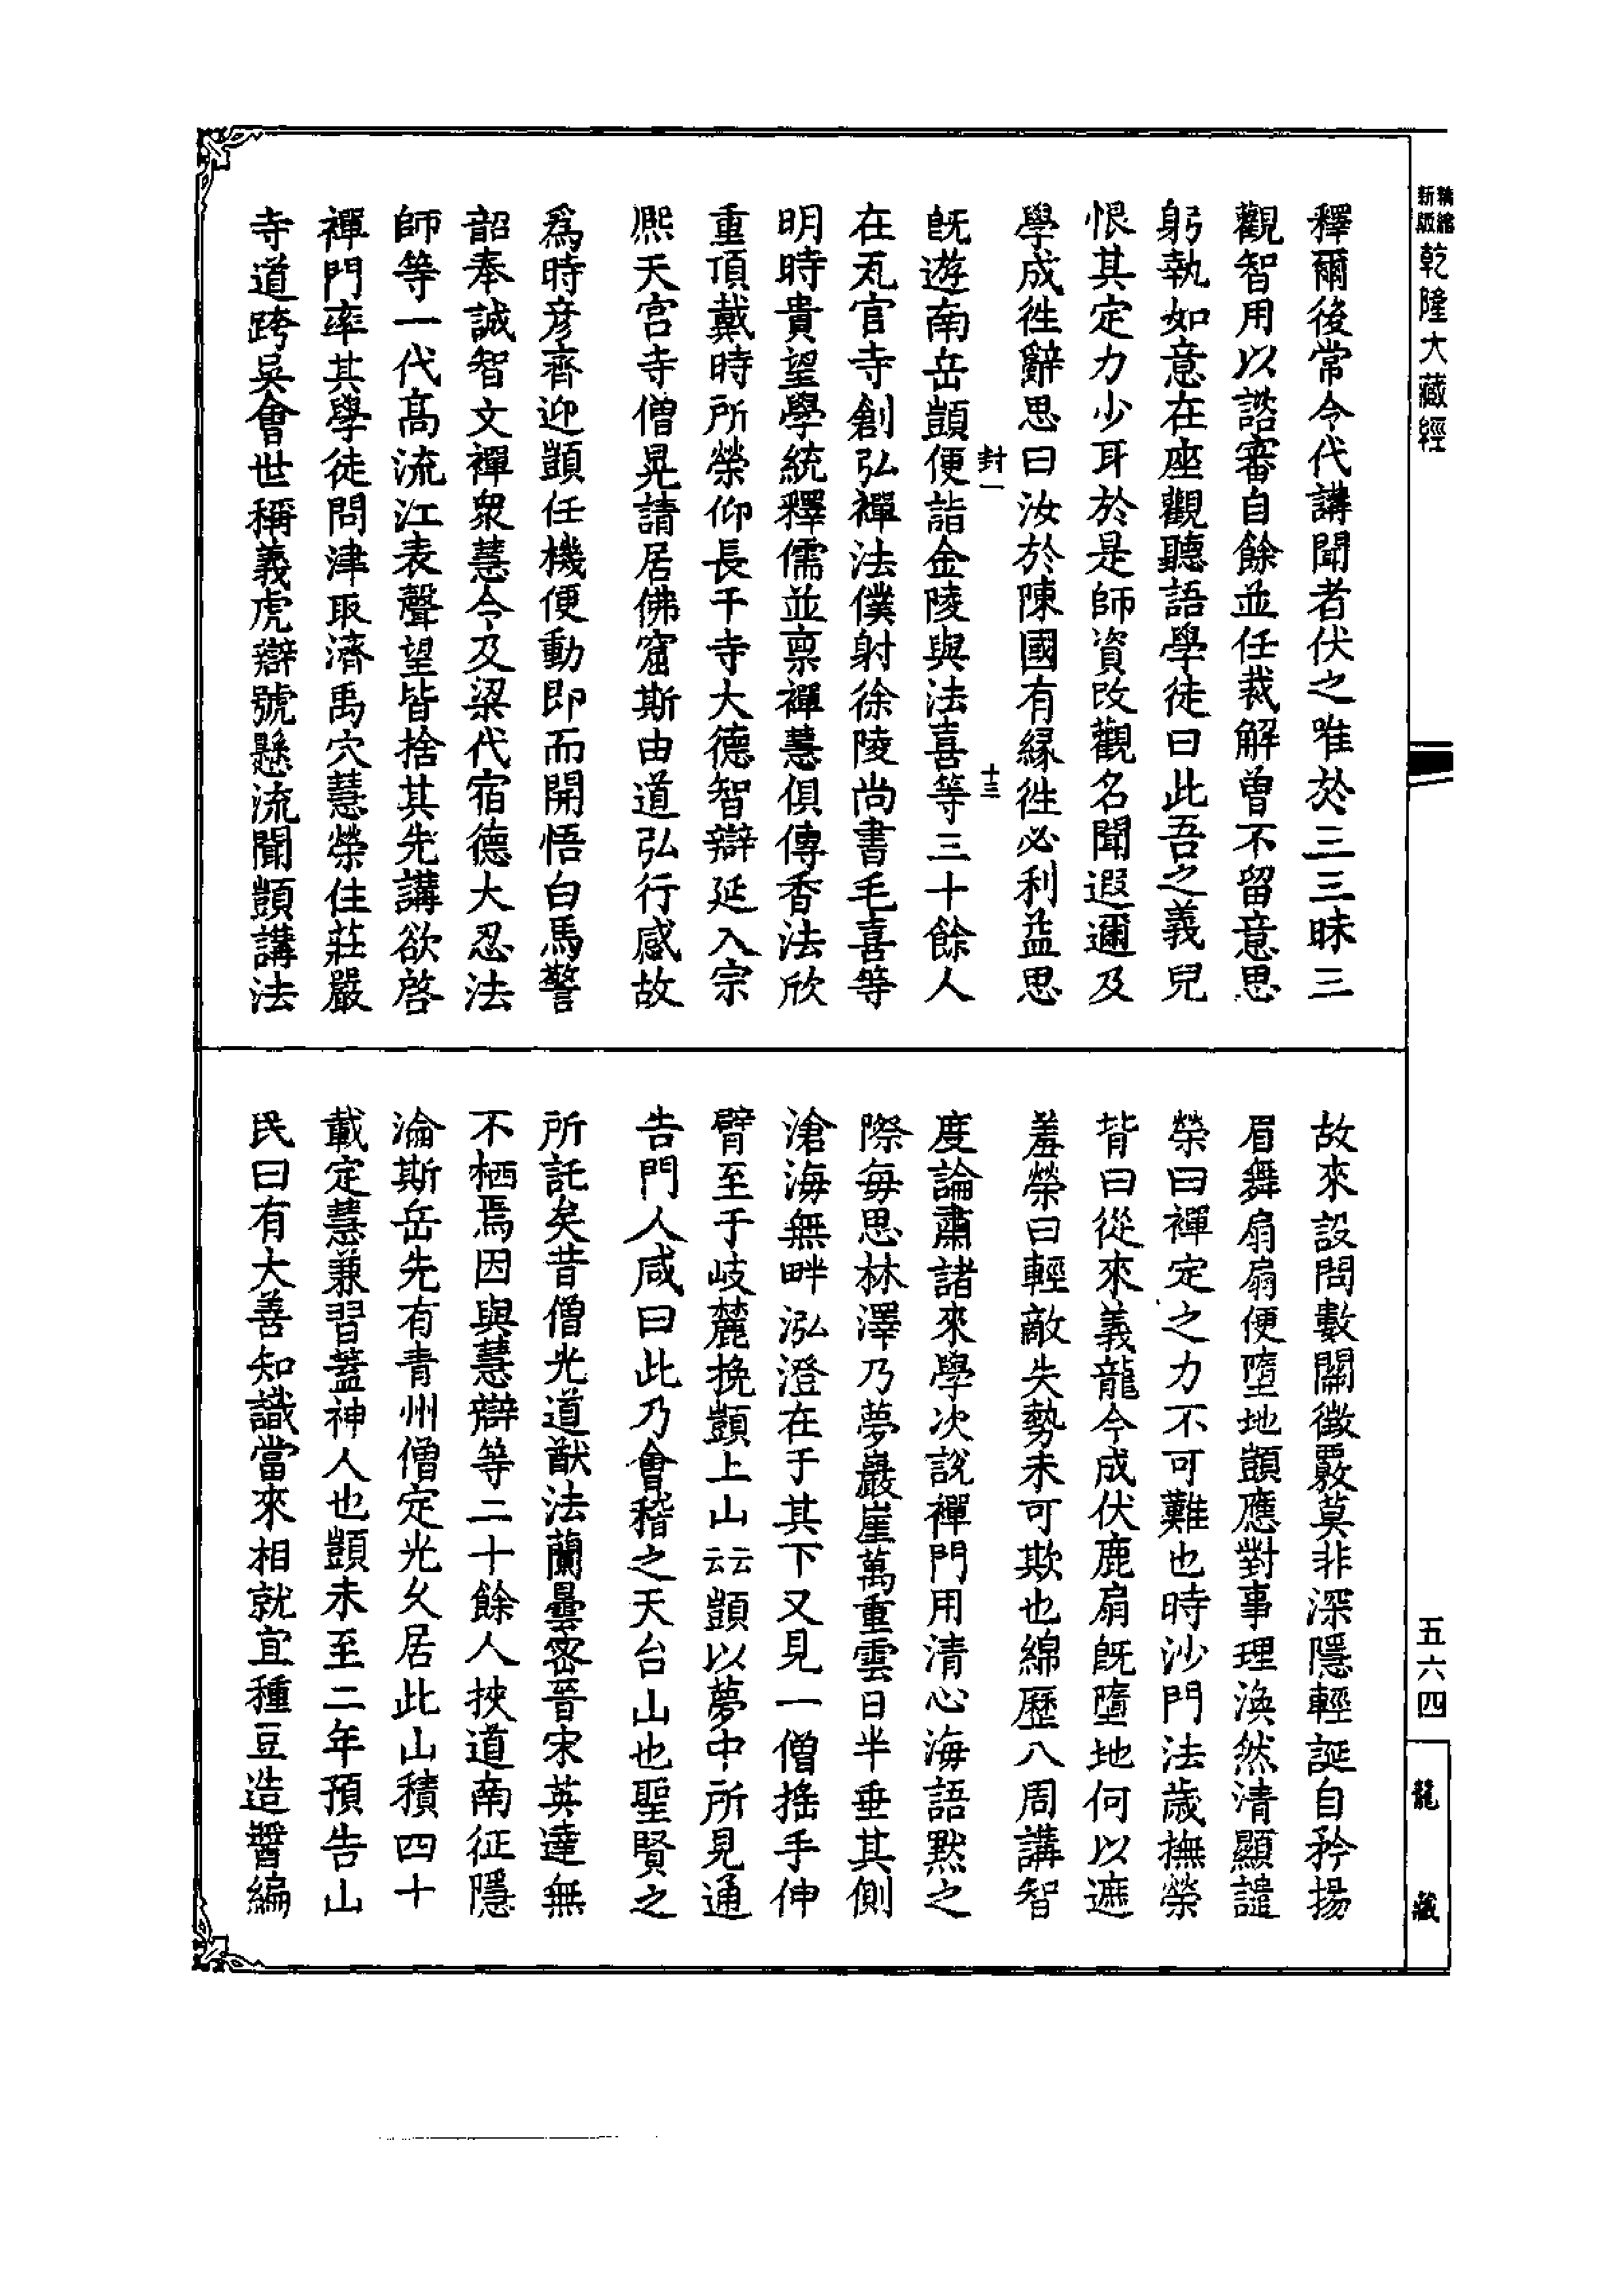 精縮新版
乾隆大藏經
釋爾後常令代講聞者伏之唯於三三昧三
觀智用以諮審自餘並任裁解曾不留意思
躬執如意在座觀聽語學徒曰此吾之義兒
恨其定力少耳於是師資改觀名聞遐邇及
學成徃辭思曰汝於陳國有緣徃必利益思
封一
十三
既遊南岳顗便詣金陵與法喜等三十餘人
在瓦官寺創弘禪法僕射徐陵尚書毛喜等
明時貴望學統釋儒並稟禪慧俱傳香法欣
重頂戴時所榮仰長干寺大德智辯延入宗
熈天宮寺僧晃請居佛窟斯由道弘行感故
爲時彥齊迎顗任機便動即而開悟白馬警
韶奉誠智文禪衆慧令及梁代宿德大忍法
師等一代高流江表聲望皆捨其先講欲啓
禪門率其學徒問津取濟禹穴慧榮住莊嚴
寺道跨吳會世稱義虎辯號懸流聞顗講法
故來設問數關徵覈莫非深隱輕誕自矜揚
眉舞扇扇便墮地顗應對事理渙然清顯譴
榮曰禪定之力不可難也時沙門法歲撫榮
背曰從來義龍今成伏鹿扇既墮地何以遮
羞榮曰輕敵失勢未可欺也綿歷八周講智
度論肅諸來學次說禪門用清心海語默之
際每思林澤乃夢巖崖萬重雲日半垂其側
滄海無畔泓澄在于其下又見一僧搖手伸
臂至于岐麓挽顗上山云云顗以夢中所見通
告門人咸曰此乃會稽之天台山也聖賢之
所託矣昔僧光道猷法蘭曇密晉宋英達無
不栖焉因與慧辯等二十餘人挾道南征隱
淪斯岳先有青州僧定光久居此山積四十
載定慧兼習蓋神人也顗未至二年預告山
民曰有大善知識當來相就宜種豆造醬編
五六四
龍藏